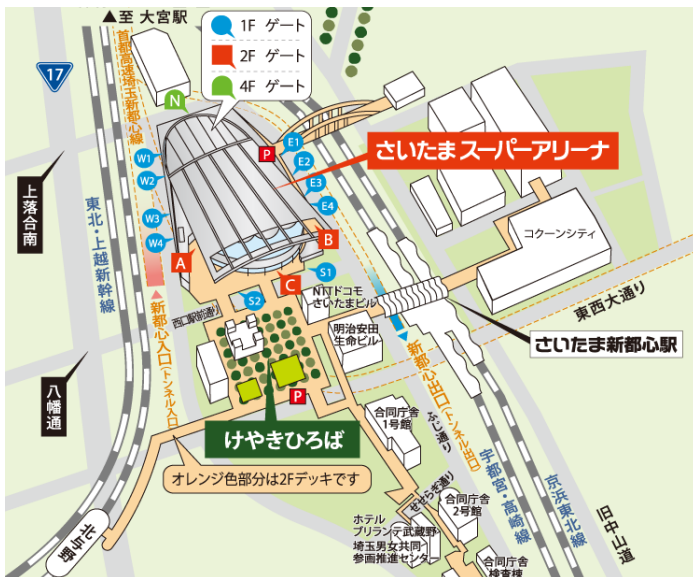 ▲至 大宮駅
1F ゲート
2F ゲート
4F ゲート
17
首都高速埼玉新都心線
N
P
E1
E2
E3
E4
W1
W2
W3
W4
さいたまスーパーアリーナ
上落合南
東北・上越新幹線
コクーンシティ
A
B
C
S1
S2
NTTドコモ
さいたまビル
西口駅前通り
明治安田
生命ビル
東西大通り
さいたま新都心駅
新都心入口(トンネル入口)
新都心出口(トンネル出口)
八幡通
P
けやきひろば
合同庁舎
1号館
ふじ通り
オレンジ色部分は2Fデッキです
せせらぎ通り
合同庁舎
2号館
宇都宮・高崎線
京浜東北線
旧中山道
北与野
ホテル
ブリランテ武蔵野
埼玉男女共同
参画推進センター
合同庁舎
検査棟